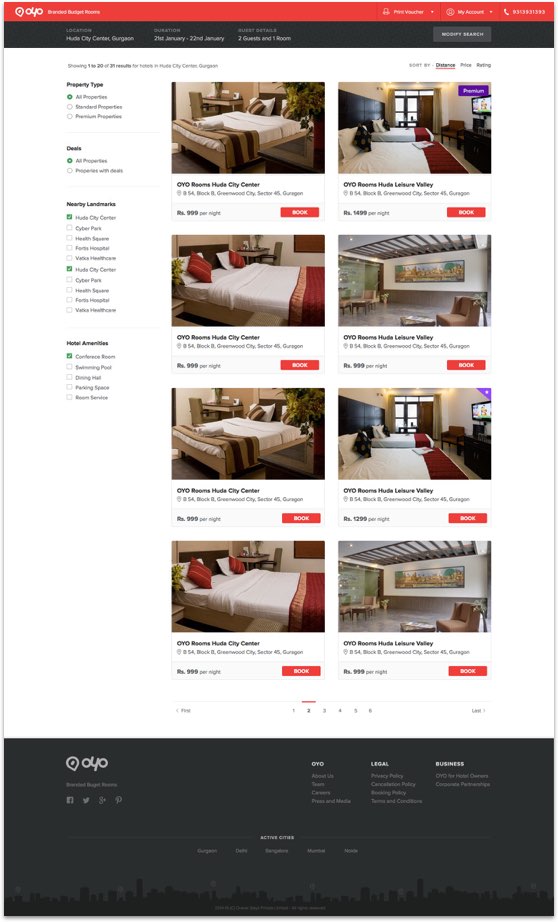 OYO Branded Budget Rooms
Print Voucher
My Account
9313931393
LOCATION
Huda City Center, Gurgaon
DURATION
21st January - 22nd January
GUEST DETAILS
2 Guests and 1 Room
MODIFY SEARCH
Showing 1 to 20 of 31 results for hotels in Huda City Center, Gurgaon
SORT BY - Distance Price Rating
Property Type
All Properties
Standard Properties
Premium Properties
Deals
All Properties
Properies with deals
Nearby Landmarks
Huda City Center
Cyber Park
Health Square
Fortis Hospital
Vatka Healthcare
Huda City Center
Cyber Park
Health Square
Fortis Hospital
Vatka Healthcare
Hotel Amenities
Conferece Room
Swimming Pool
Dining Hall
Parking Space
Room Service
OYO Rooms Huda City Center
B 54, Block B, Greenwood City, Sector 45, Guragon
Rs. 999 per night
BOOK
Premium
OYO Rooms Huda Leisure Valley
B 54, Block B, Greenwood City, Sector 45, Guragon
Rs. 1499 per night
BOOK
OYO Rooms Huda City Center
B 54, Block B, Greenwood City, Sector 45, Guragon
Rs. 999 per night
BOOK
OYO Rooms Huda Leisure Valley
B 54, Block B, Greenwood City, Sector 45, Guragon
Rs. 999 per night
BOOK
OYO Rooms Huda City Center
B 54, Block B, Greenwood City, Sector 45, Guragon
Rs. 999 per night
BOOK
OYO Rooms Huda Leisure Valley
B 54, Block B, Greenwood City, Sector 45, Guragon
Rs. 1299 per night
BOOK
OYO Rooms Huda City Center
B 54, Block B, Greenwood City, Sector 45, Guragon
Rs. 999 per night
BOOK
OYO Rooms Huda Leisure Valley
B 54, Block B, Greenwood City, Sector 45, Guragon
Rs. 999 per night
BOOK
First 1 2 3 4 5 6 Last
OYO
Branded Buget Rooms
OYO
About Us
Team
Careers
Press and Media
LEGAL
Privacy Policy
Cancellation Policy
Booking Policy
Terms and Conditions
BUSINESS
OYO for Hotel Owners
Corporate Partnerships
ACTIVE CITIES
Gurgaon Delhi Bangalore Mumbai Noida
All rights reserved